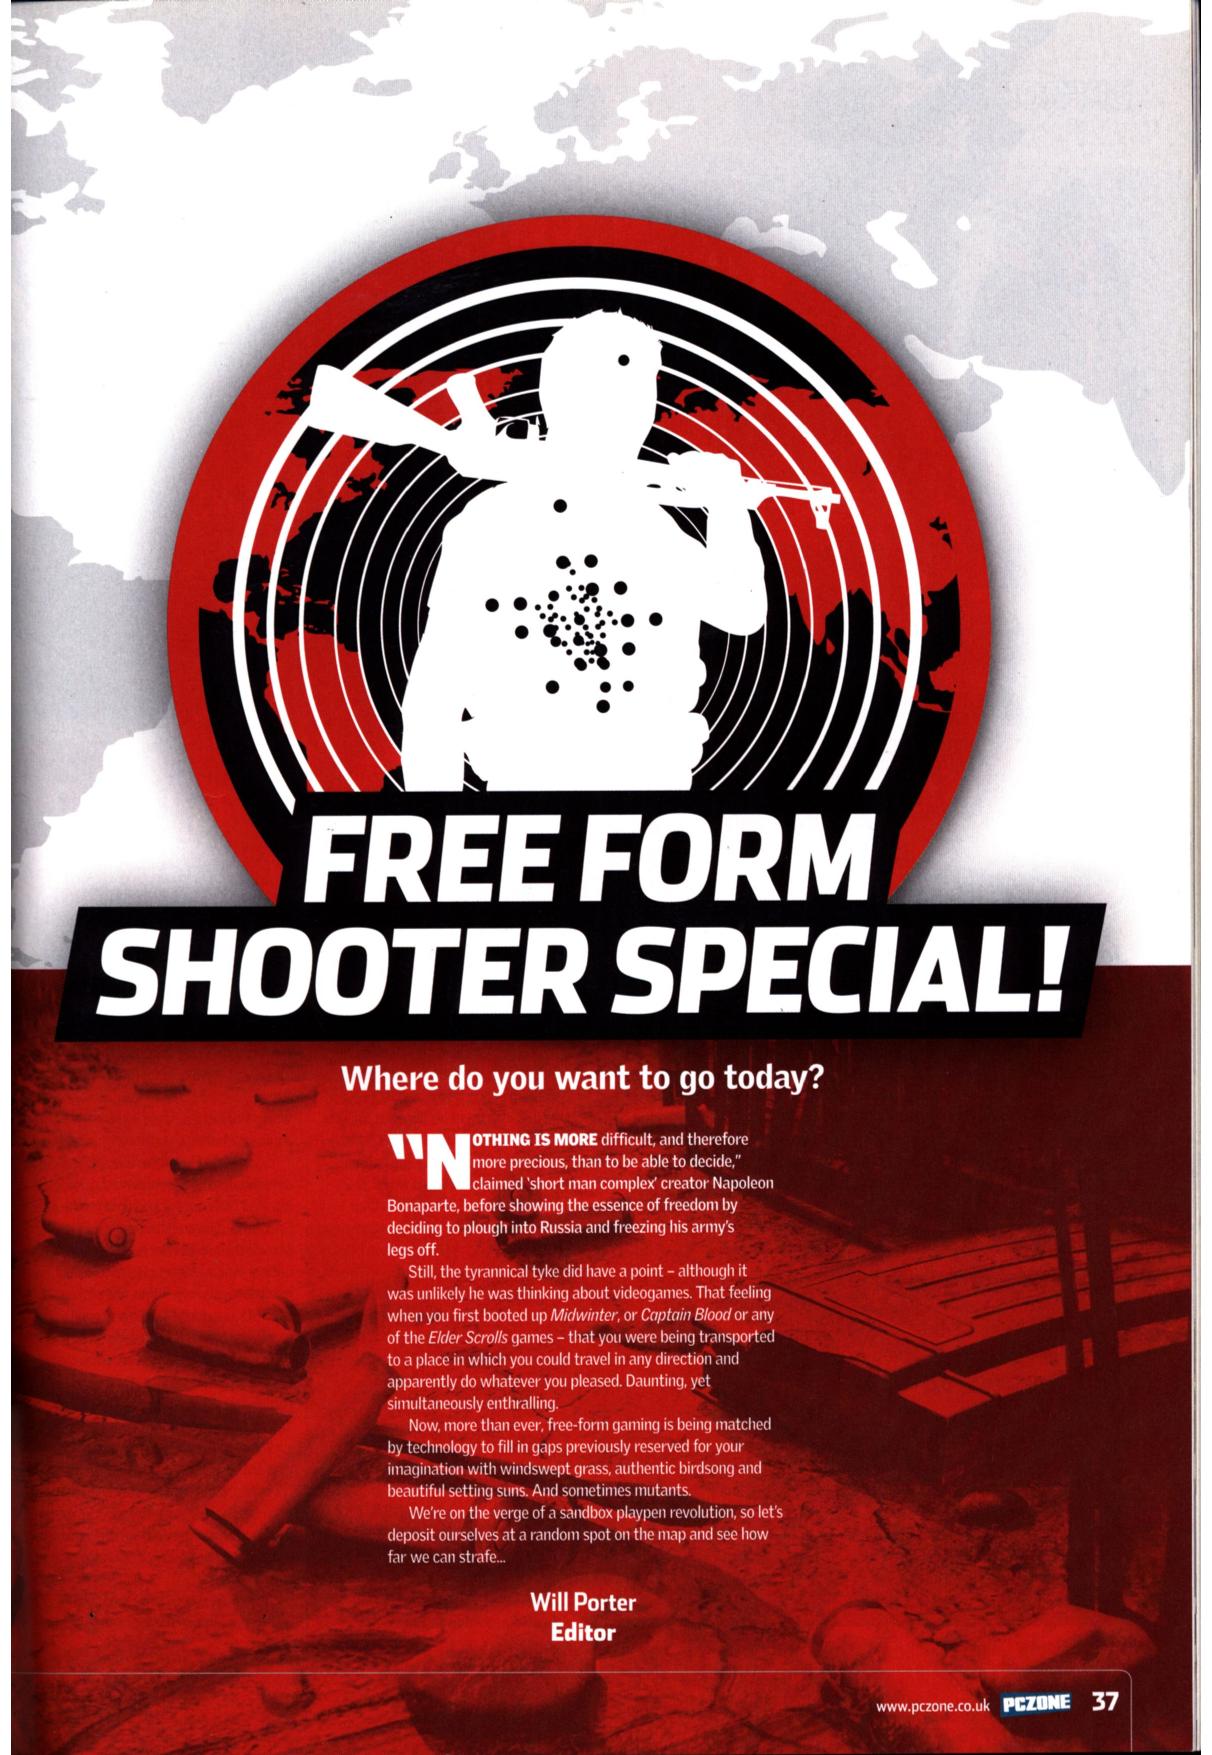 FREE FORM
SHOOTER SPECIAL!
Where do you want to go today?
"NOTHING IS MORE difficult, and therefore
more precious, than to be able to decide,"
claimed 'short man complex' creator Napoleon
Bonaparte, before showing the essence of freedom by
deciding to plough into Russia and freezing his army's
legs off.
Still, the tyrannical tyke did have a point – although it
was unlikely he was thinking about videogames. That feeling
when you first booted up Midwinter, or Captain Blood or any
of the Elder Scrolls games – that you were being transported
to a place in which you could travel in any direction and
apparently do whatever you pleased. Daunting, yet
simultaneously enthralling.
Now, more than ever, free-form gaming is being matched
by technology to fill in gaps previously reserved for your
imagination with windswept grass, authentic birdsong and
beautiful setting suns. And sometimes mutants.
We're on the verge of a sandbox playpen revolution, so let's
deposit ourselves at a random spot on the map and see how
far we can strafe...
Will Porter
Editor
www.pczone.co.uk PCZONE 37